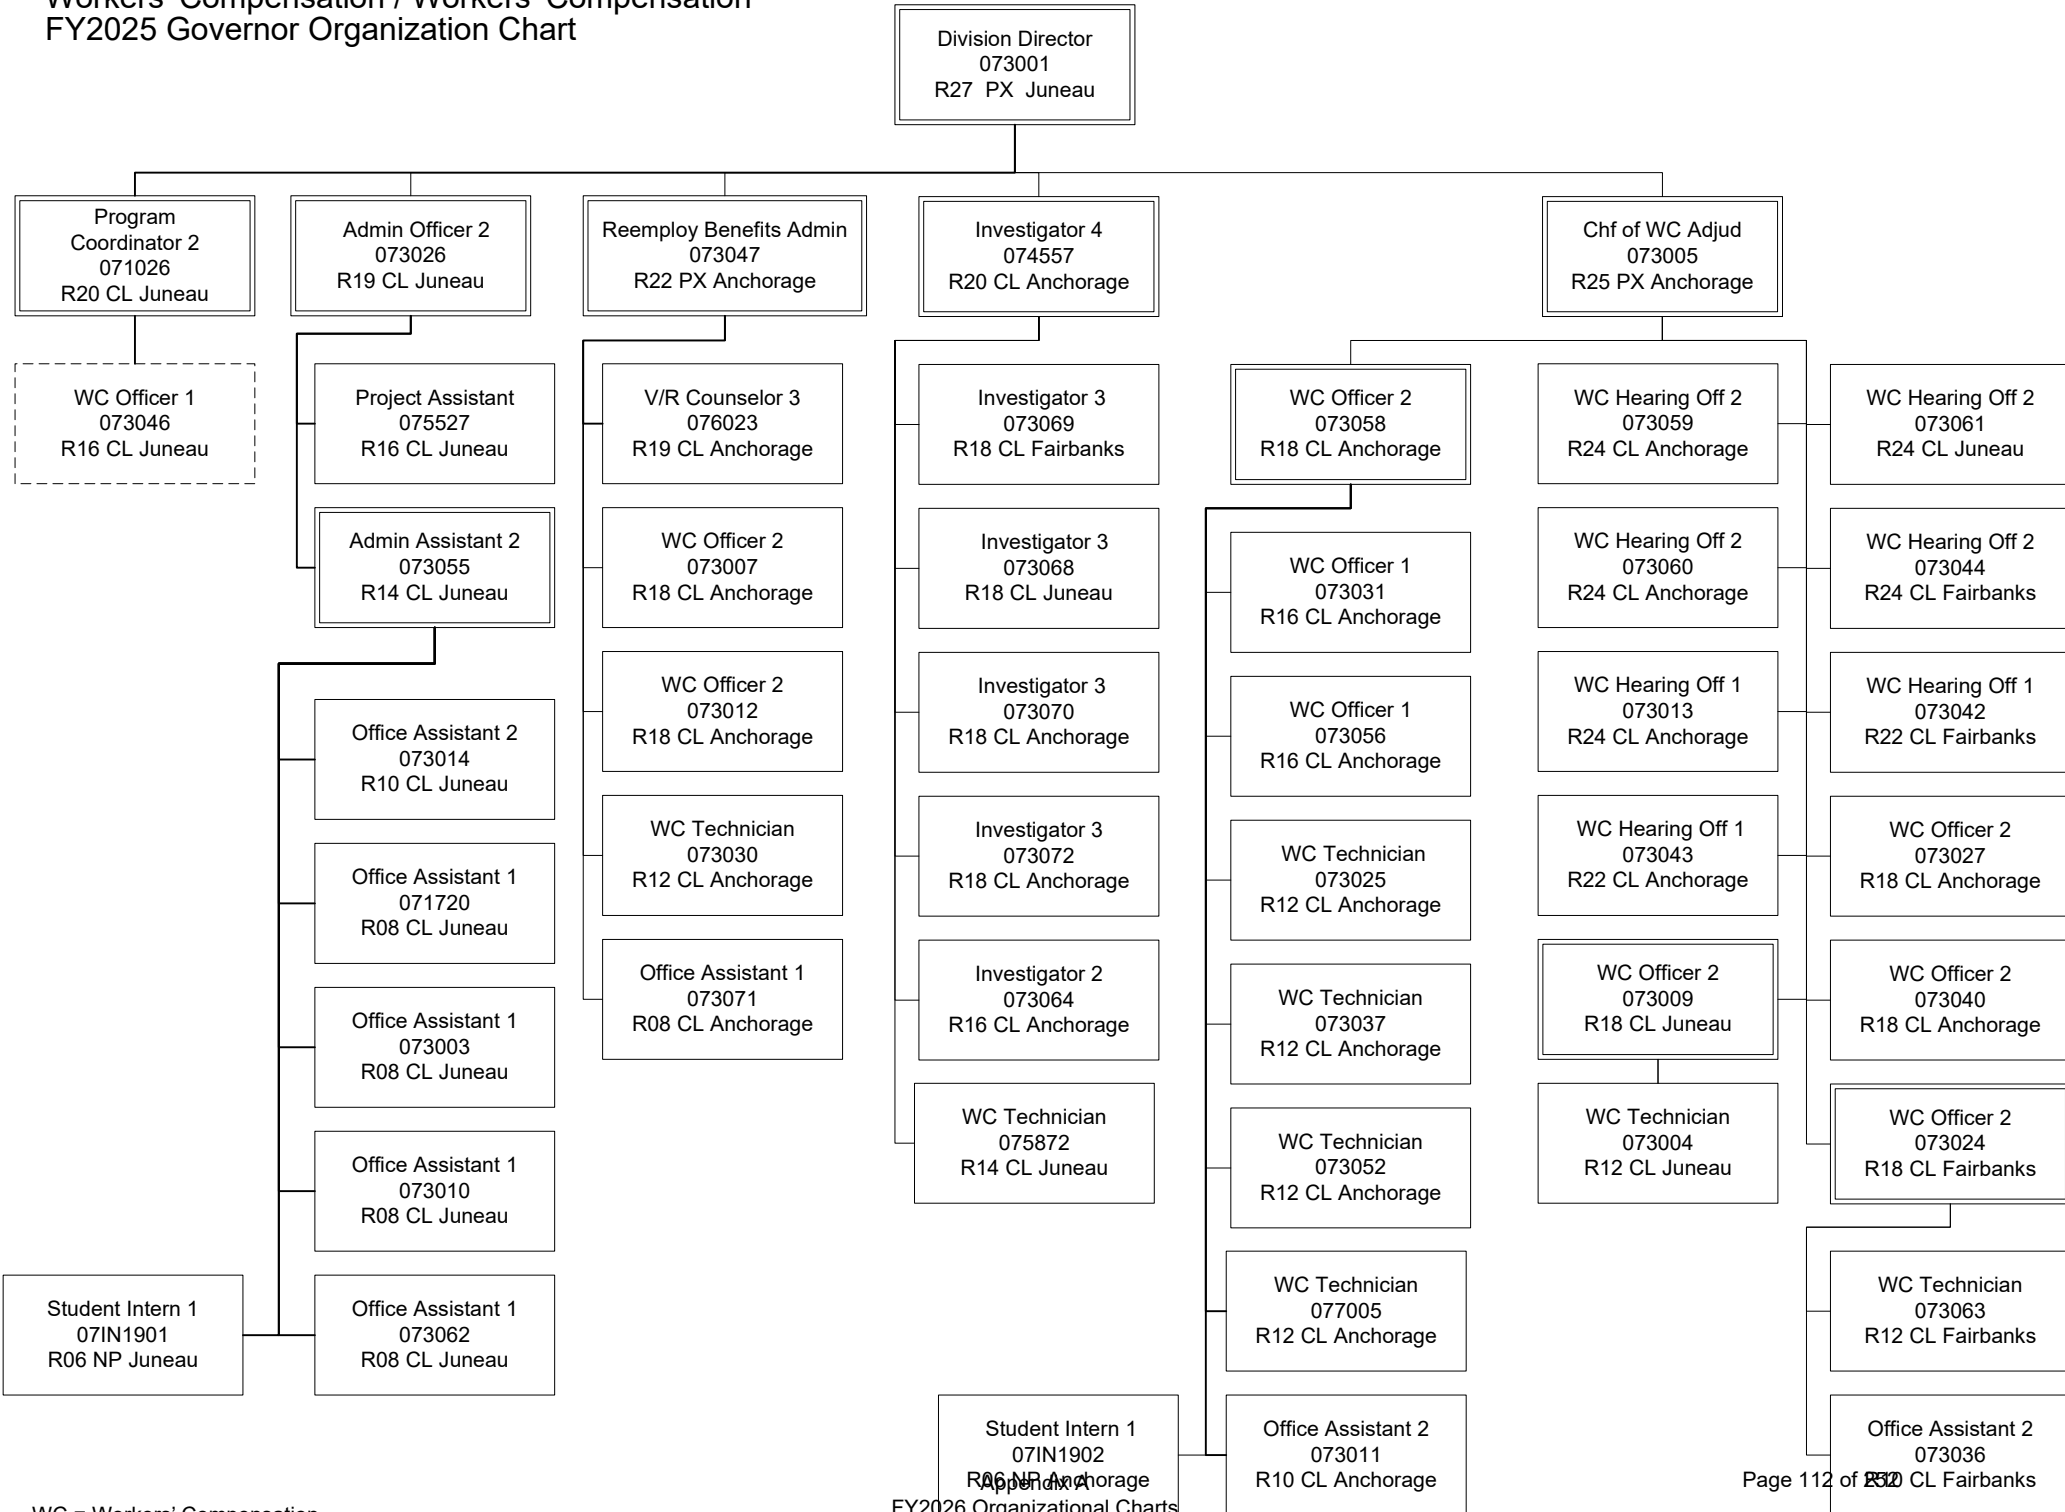 Workers' Compensation / Workers' Compensation
FY2025 Governor Organization Chart
Division Director
073001
R27 PX Juneau
Program
Coordinator 2
071026
R20 CL Juneau
Admin Officer 2
073026
R19 CL Juneau
Reemploy Benefits Admin
073047
R22 PX Anchorage
Investigator 4
074557
R20 CL Anchorage
Chf of WC Adjud
073005
R25 PX Anchorage
WC Officer 1
073046
R16 CL Juneau
Project Assistant
075527
R16 CL Juneau
Admin Assistant 2
073055
R14 CL Juneau
Office Assistant 2
073014
R10 CL Juneau
Office Assistant 1
071720
R08 CL Juneau
Office Assistant 1
073003
R08 CL Juneau
Office Assistant 1
073010
R08 CL Juneau
Student Intern 1
07IN1901
R06 NP Juneau
Office Assistant 1
073062
R08 CL Juneau
V/R Counselor 3
076023
R19 CL Anchorage
WC Officer 2
073007
R18 CL Anchorage
WC Officer 2
073012
R18 CL Anchorage
WC Technician
073030
R12 CL Anchorage
Office Assistant 1
073071
R08 CL Anchorage
Investigator 3
073069
R18 CL Fairbanks
Investigator 3
073068
R18 CL Juneau
Investigator 3
073070
R18 CL Anchorage
Investigator 3
073072
R18 CL Anchorage
Investigator 2
073064
R16 CL Anchorage
WC Technician
075872
R14 CL Juneau
WC Officer 2
073058
R18 CL Anchorage
WC Officer 1
073031
R16 CL Anchorage
WC Officer 1
073056
R16 CL Anchorage
WC Technician
073025
R12 CL Anchorage
WC Technician
073037
R12 CL Anchorage
WC Technician
073052
R12 CL Anchorage
WC Technician
077005
R12 CL Anchorage
Student Intern 1
07IN1902
R06 NP Anchorage
Office Assistant 2
073011
R10 CL Anchorage
WC Hearing Off 2
073059
R24 CL Anchorage
WC Hearing Off 2
073060
R24 CL Anchorage
WC Hearing Off 1
073013
R24 CL Anchorage
WC Hearing Off 1
073043
R22 CL Anchorage
WC Officer 2
073009
R18 CL Juneau
WC Technician
073004
R12 CL Juneau
WC Hearing Off 2
073061
R24 CL Juneau
WC Hearing Off 2
073044
R24 CL Fairbanks
WC Hearing Off 1
073042
R22 CL Fairbanks
WC Officer 2
073027
R18 CL Anchorage
WC Officer 2
073040
R18 CL Anchorage
WC Officer 2
073024
R18 CL Fairbanks
WC Technician
073063
R12 CL Fairbanks
Office Assistant 2
073036
R10 CL Fairbanks
WC = Workers' Compensation
Appendix A
FY2026 Organizational Charts
Page 112 of 252